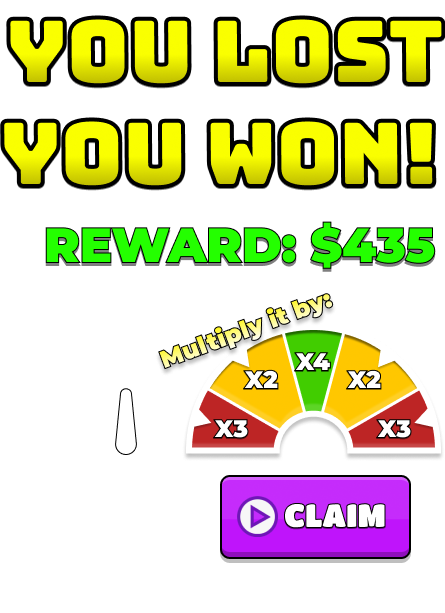 YOU LOST
YOU WON!
REWARD: $435
Multiply it by:
X3 X2 X4 X2 X3
CLAIM